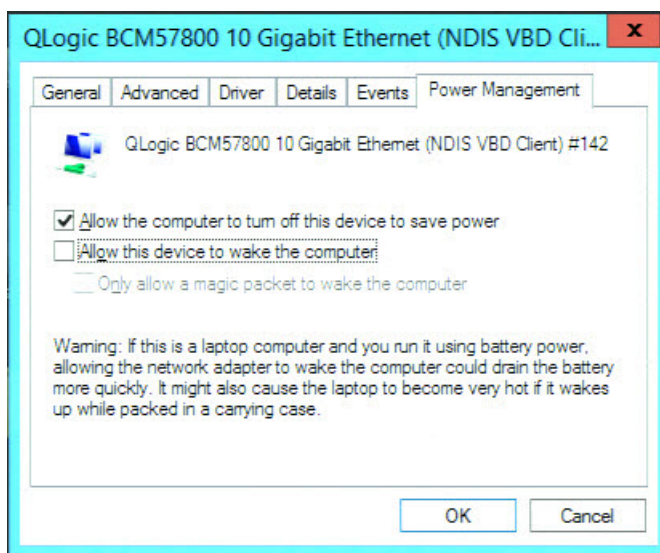 QLogic BCM57800 10 Gigabit Ethernet (NDIS VBD Cli... x
General Advanced Driver Details Events Power Management
QLogic BCM57800 10 Gigabit Ethernet (NDIS VBD Client) #142
Allow the computer to turn off this device to save power
Allow this device to wake the computer
Only allow a magic packet to wake the computer
Warning: If this is a laptop computer and you run it using battery power,
allowing the network adapter to wake the computer could drain the battery
more quickly. It might also cause the laptop to become very hot if it wakes
up while packed in a carrying case.
OK Cancel